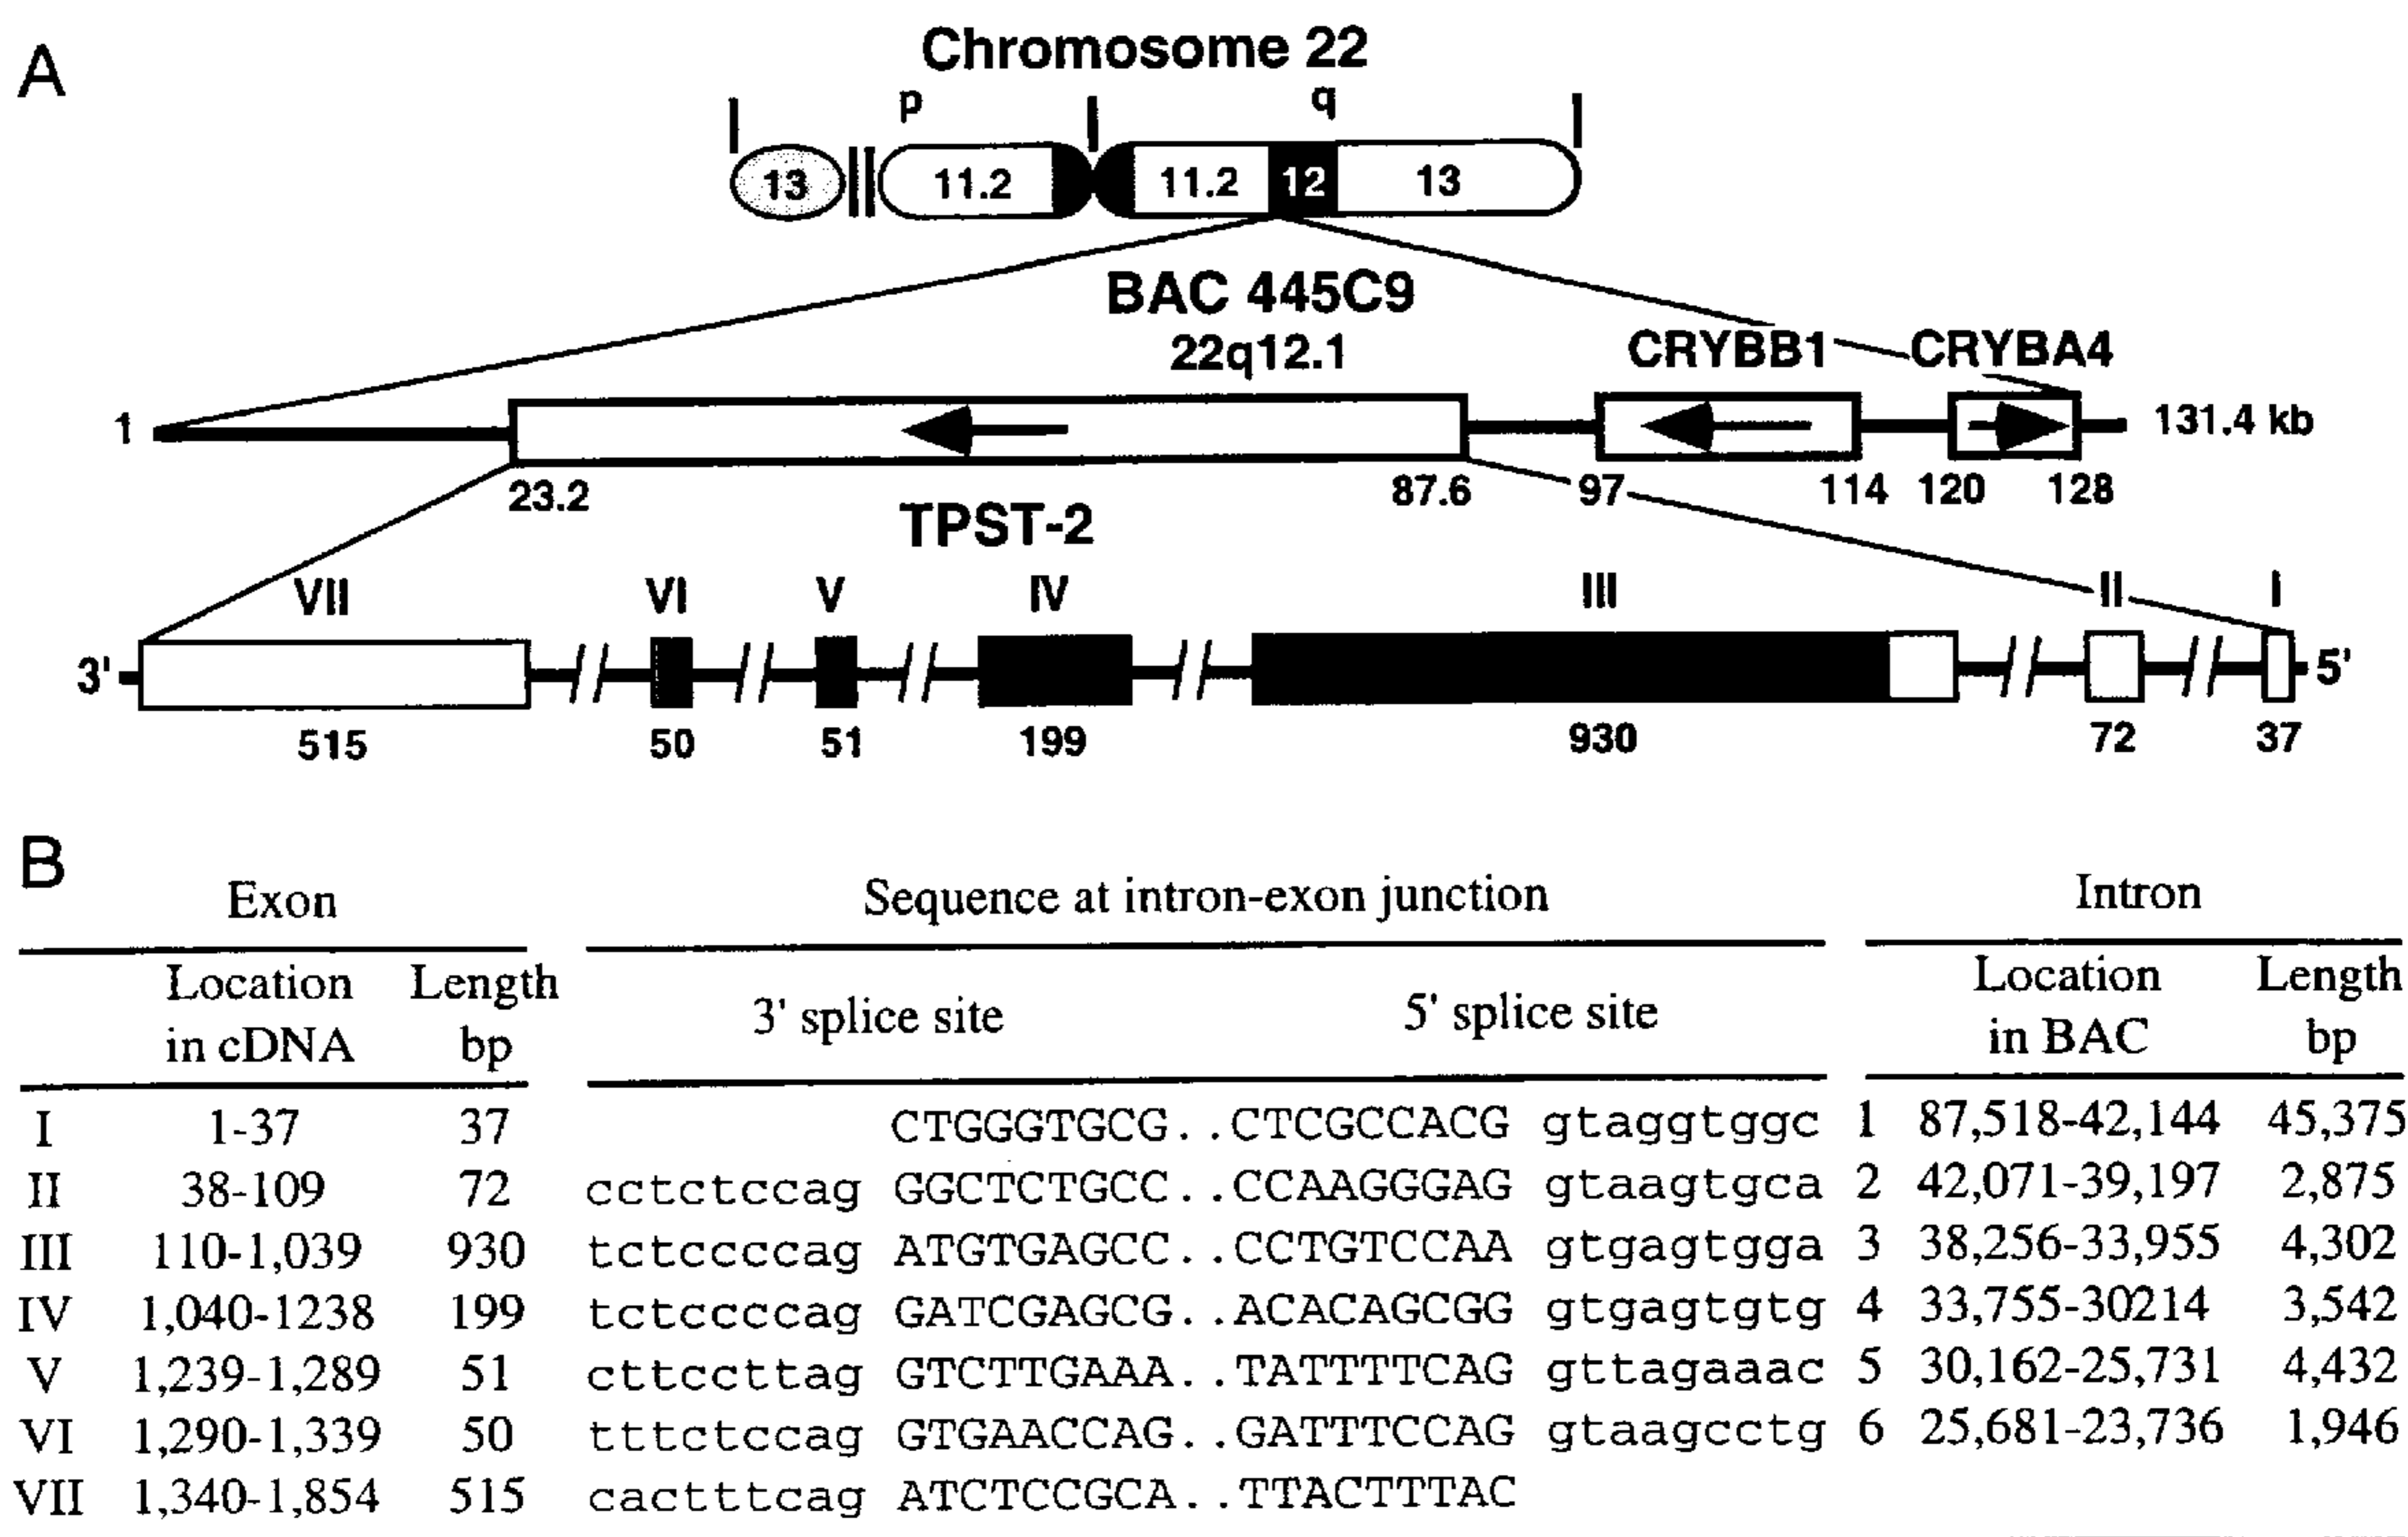 A
Chromosome 22
p q
13 11.2 11.2 12 13
BAC 445C9
22q12.1
CRYBB1 CRYBA4
1 131.4 kb
23.2 87.6 97 114 120 128
TPST-2
VII VI V IV III II I
3' 5'
515 50 51 199 930 72 37
B
Exon Sequence at intron-exon junction Intron
Location Length Location Length
3' splice site 5' splice site
in cDNA bp in BAC bp
I 1-37 37 CTGGGTGCG..CTCGCCACG gtaggtggc 1 87,518-42,144 45,375
II 38-109 72 cctctccag GGCTCTGCC..CCAAGGGAG gtaagtgca 2 42,071-39,197 2,875
III 110-1,039 930 tctccccag ATGTGAGCC..CCTGTCCAA gtgagtgga 3 38,256-33,955 4,302
IV 1,040-1238 199 tctccccag GATCGAGCG..ACACAGCGG gtgagtgtg 4 33,755-30214 3,542
V 1,239-1,289 51 cttccttag GTCTTGAAA..TATTTTCAG gttagaaac 5 30,162-25,731 4,432
VI 1,290-1,339 50 tttctccag GTGAACCAG..GATTTCCAG gtaagcctg 6 25,681-23,736 1,946
VII 1,340-1,854 515 cactttcag ATCTCCGCA..TTACTTTAC